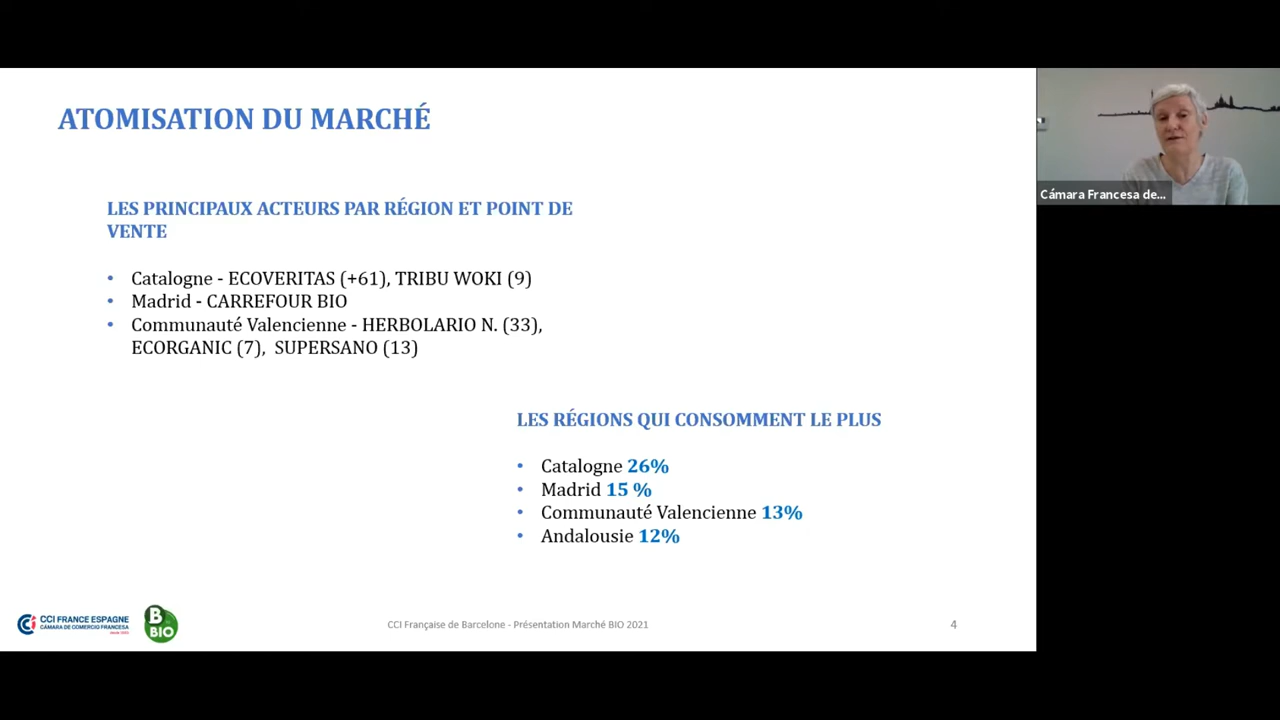 ATOMISATION DU MARCHÉ
LES PRINCIPAUX ACTEURS PAR RÉGION ET POINT DE
VENTE
• Catalogne - ECOVERITAS (+61), TRIBU WOKI (9)
• Madrid - CARREFOUR BIO
• Communauté Valencienne - HERBOLARIO N. (33),
ECORGANIC (7), SUPERSANO (13)
LES RÉGIONS QUI CONSOMMENT LE PLUS
• Catalogne 26%
• Madrid 15 %
• Communauté Valencienne 13%
• Andalousie 12%
CCI FRANCE ESPAGNE
CÁMARA DE COMERCIO FRANCESA
B
BIO
CCI Française de Barcelone - Présentation Marché BIO 2021
4
Cámara Francesa de...